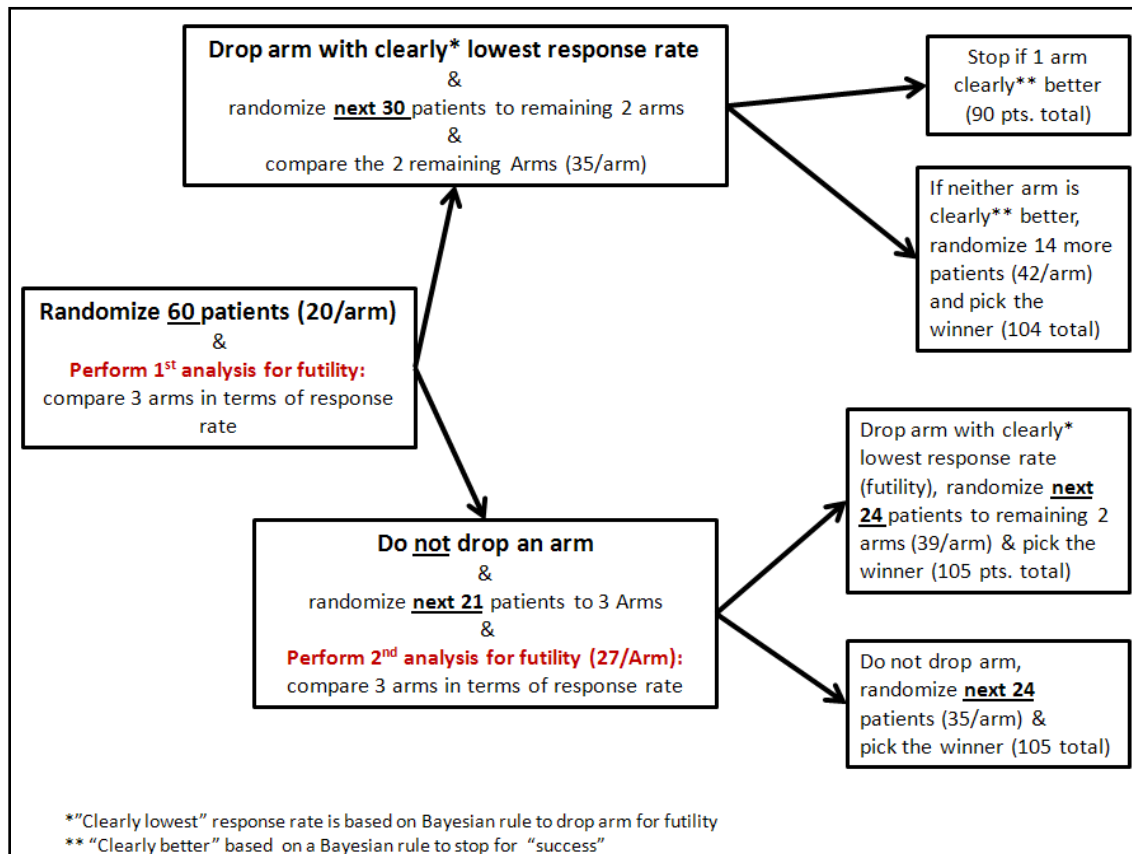 Drop arm with clearly* lowest response rate
&
randomize next 30 patients to remaining 2 arms
&
compare the 2 remaining Arms (35/arm)
Stop if 1 arm
clearly** better
(90 pts. total)
If neither arm is
clearly** better,
randomize 14 more
patients (42/arm)
and pick the
winner (104 total)
Randomize 60 patients (20/arm)
&
Perform 1st analysis for futility:
compare 3 arms in terms of response
rate
Do not drop an arm
&
randomize next 21 patients to 3 Arms
&
Perform 2nd analysis for futility (27/Arm):
compare 3 arms in terms of response rate
Drop arm with clearly*
lowest response rate
(futility), randomize next
24 patients to remaining 2
arms (39/arm) & pick the
winner (105 pts. total)
Do not drop arm,
randomize next 24
patients (35/arm) &
pick the winner (105 total)
*"Clearly lowest" response rate is based on Bayesian rule to drop arm for futility
** "Clearly better" based on a Bayesian rule to stop for "success"